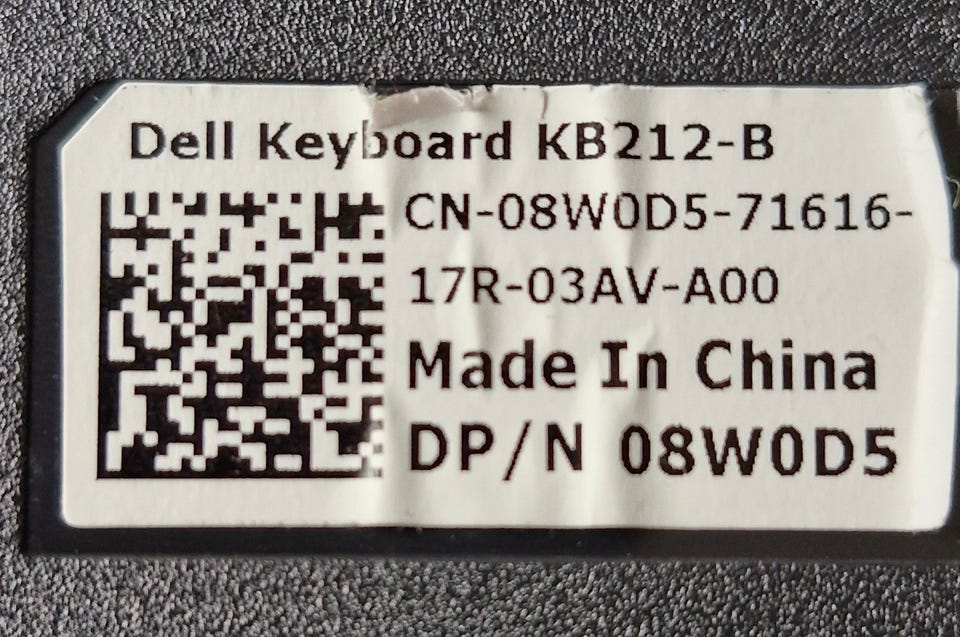 Dell Keyboard KB212-B
CN-08W0D5-71616-
17R-03AV-A00
Made In China
DP/N 08W0D5